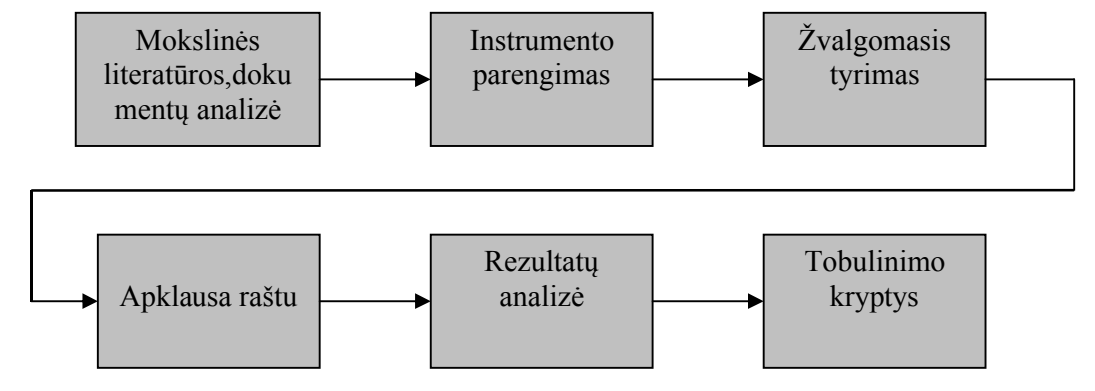 Mokslinės
literatūros,doku
mentų analizė
Instrumento
parengimas
Žvalgomasis
tyrimas
Apklausa raštu
Rezultatų
analizė
Tobulinimo
kryptys